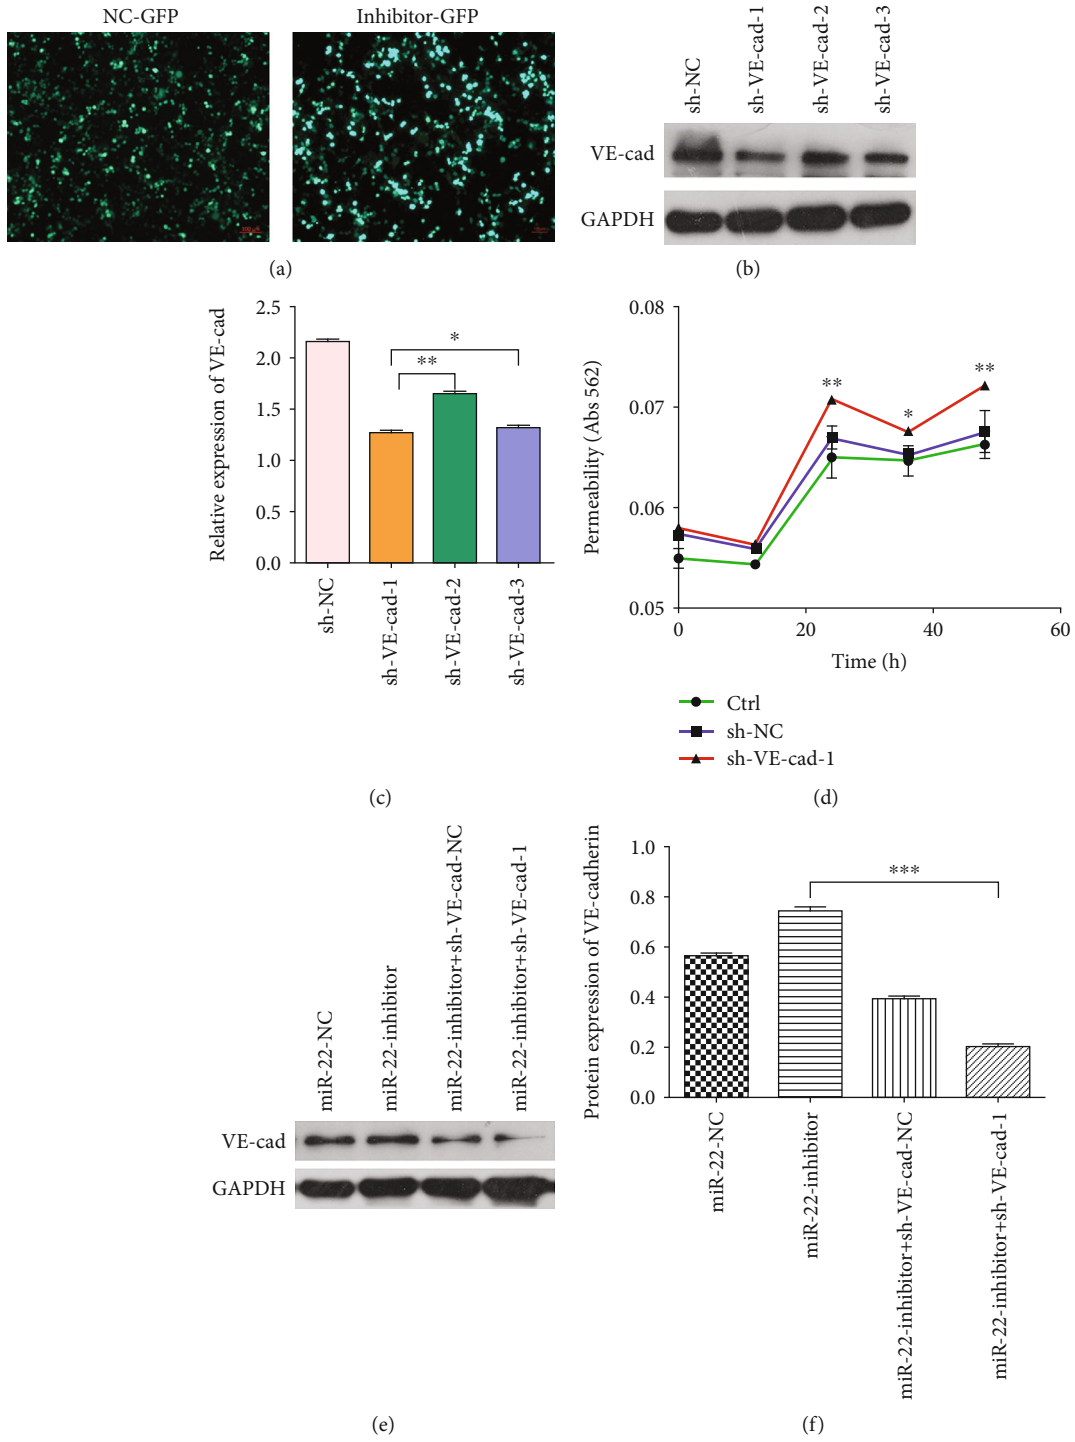 NC-GFP
Inhibitor-GFP
(a)
sh-NC
sh-VE-cad-1
sh-VE-cad-2
sh-VE-cad-3
VE-cad
GAPDH
(b)
Relative expression of VE-cad
2.5
2.0
1.5
1.0
0.5
0.0
*
**
sh-NC
sh-VE-cad-1
sh-VE-cad-2
sh-VE-cad-3
(c)
Permeability (Abs 562)
0.08
0.07
0.06
0.05
**
*
**
0
20
40
60
Time (h)
Ctrl
sh-NC
sh-VE-cad-1
(d)
miR-22-NC
miR-22-inhibitor
miR-22-inhibitor+sh-VE-cad-NC
miR-22-inhibitor+sh-VE-cad-1
VE-cad
GAPDH
(e)
Protein expression of VE-cadherin
1.0
0.8
0.6
0.4
0.2
0.0
***
miR-22-NC
miR-22-inhibitor
miR-22-inhibitor+sh-VE-cad-NC
miR-22-inhibitor+sh-VE-cad-1
(f)